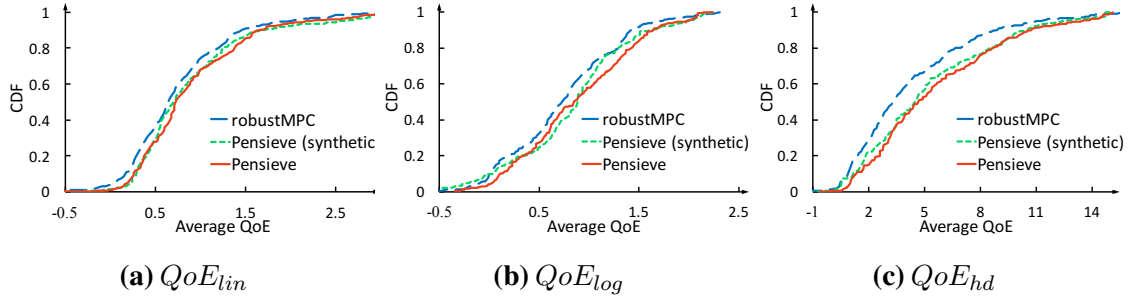 1
0.8
0.6
0.4
0.2
0
CDF
-0.5
0.5
1.5
2.5
Average QoE
robustMPC
Pensieve (synthetic)
Pensieve
(a) QoE_lin
1
0.8
0.6
0.4
0.2
0
CDF
-0.5
0.5
1.5
2.5
Average QoE
robustMPC
Pensieve (synthetic)
Pensieve
(b) QoE_log
1
0.8
0.6
0.4
0.2
0
CDF
-1
2
5
8
11
14
Average QoE
robustMPC
Pensieve (synthetic)
Pensieve
(c) QoE_hd